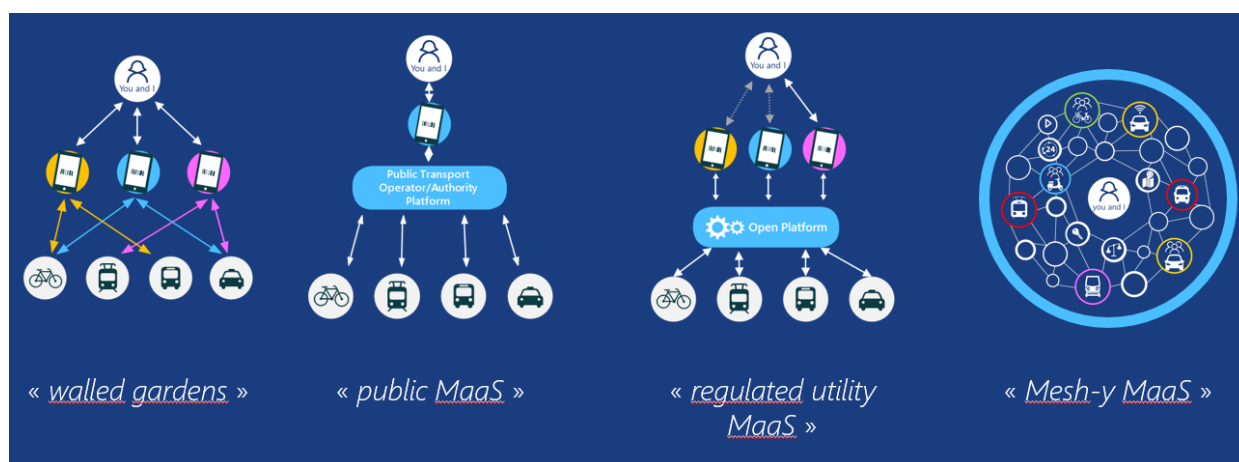 You and I
« walled gardens »
You and I
Public Transport
Operator/Authority
Platform
« public MaaS »
You and I
Open Platform
« regulated utility
MaaS »
24
you and I
« Mesh-y MaaS »